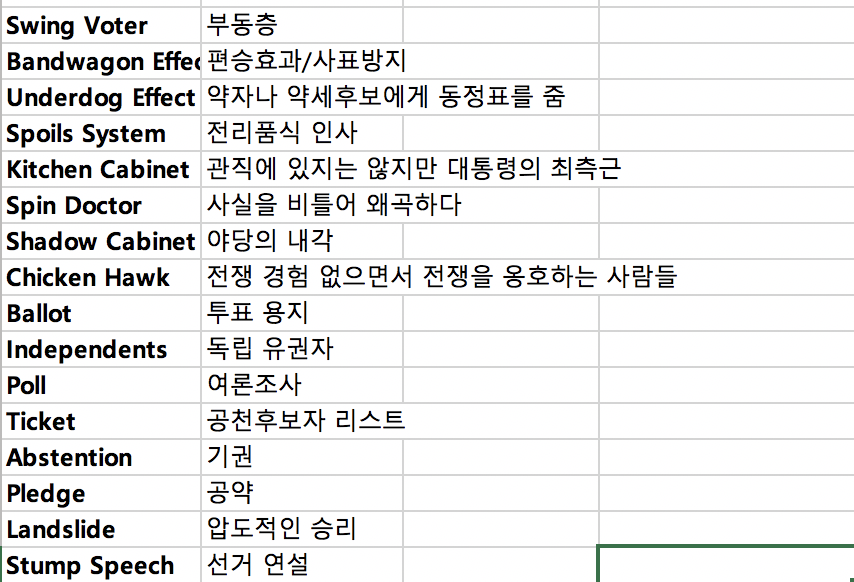 Swing Voter 부동층
Bandwagon Effec 편승효과/사표방지
Underdog Effect 약자나 약세후보에게 동정표를 줌
Spoils System 전리품식 인사
Kitchen Cabinet 관직에 있지는 않지만 대통령의 최측근
Spin Doctor 사실을 비틀어 왜곡하다
Shadow Cabinet 야당의 내각
Chicken Hawk 전쟁 경험 없으면서 전쟁을 옹호하는 사람들
Ballot 투표 용지
Independents 독립 유권자
Poll 여론조사
Ticket 공천후보자 리스트
Abstention 기권
Pledge 공약
Landslide 압도적인 승리
Stump Speech 선거 연설